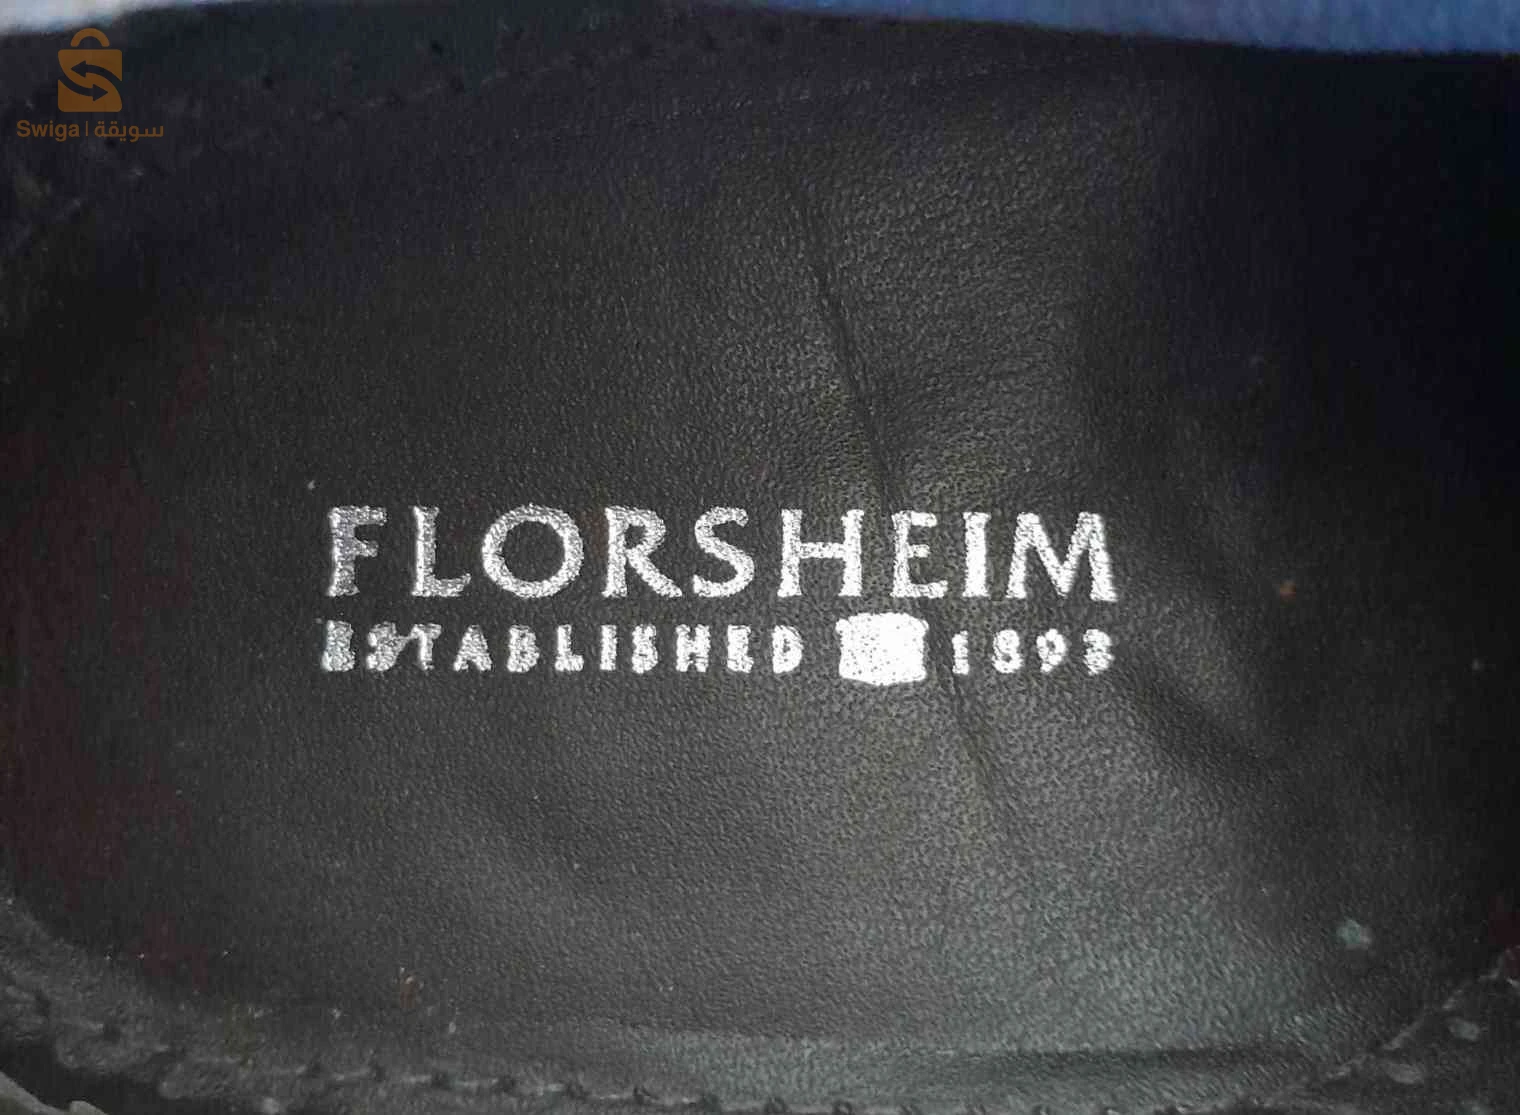 Swiga | سويقة
FLORSHEIM
ESTABLISHED 1892